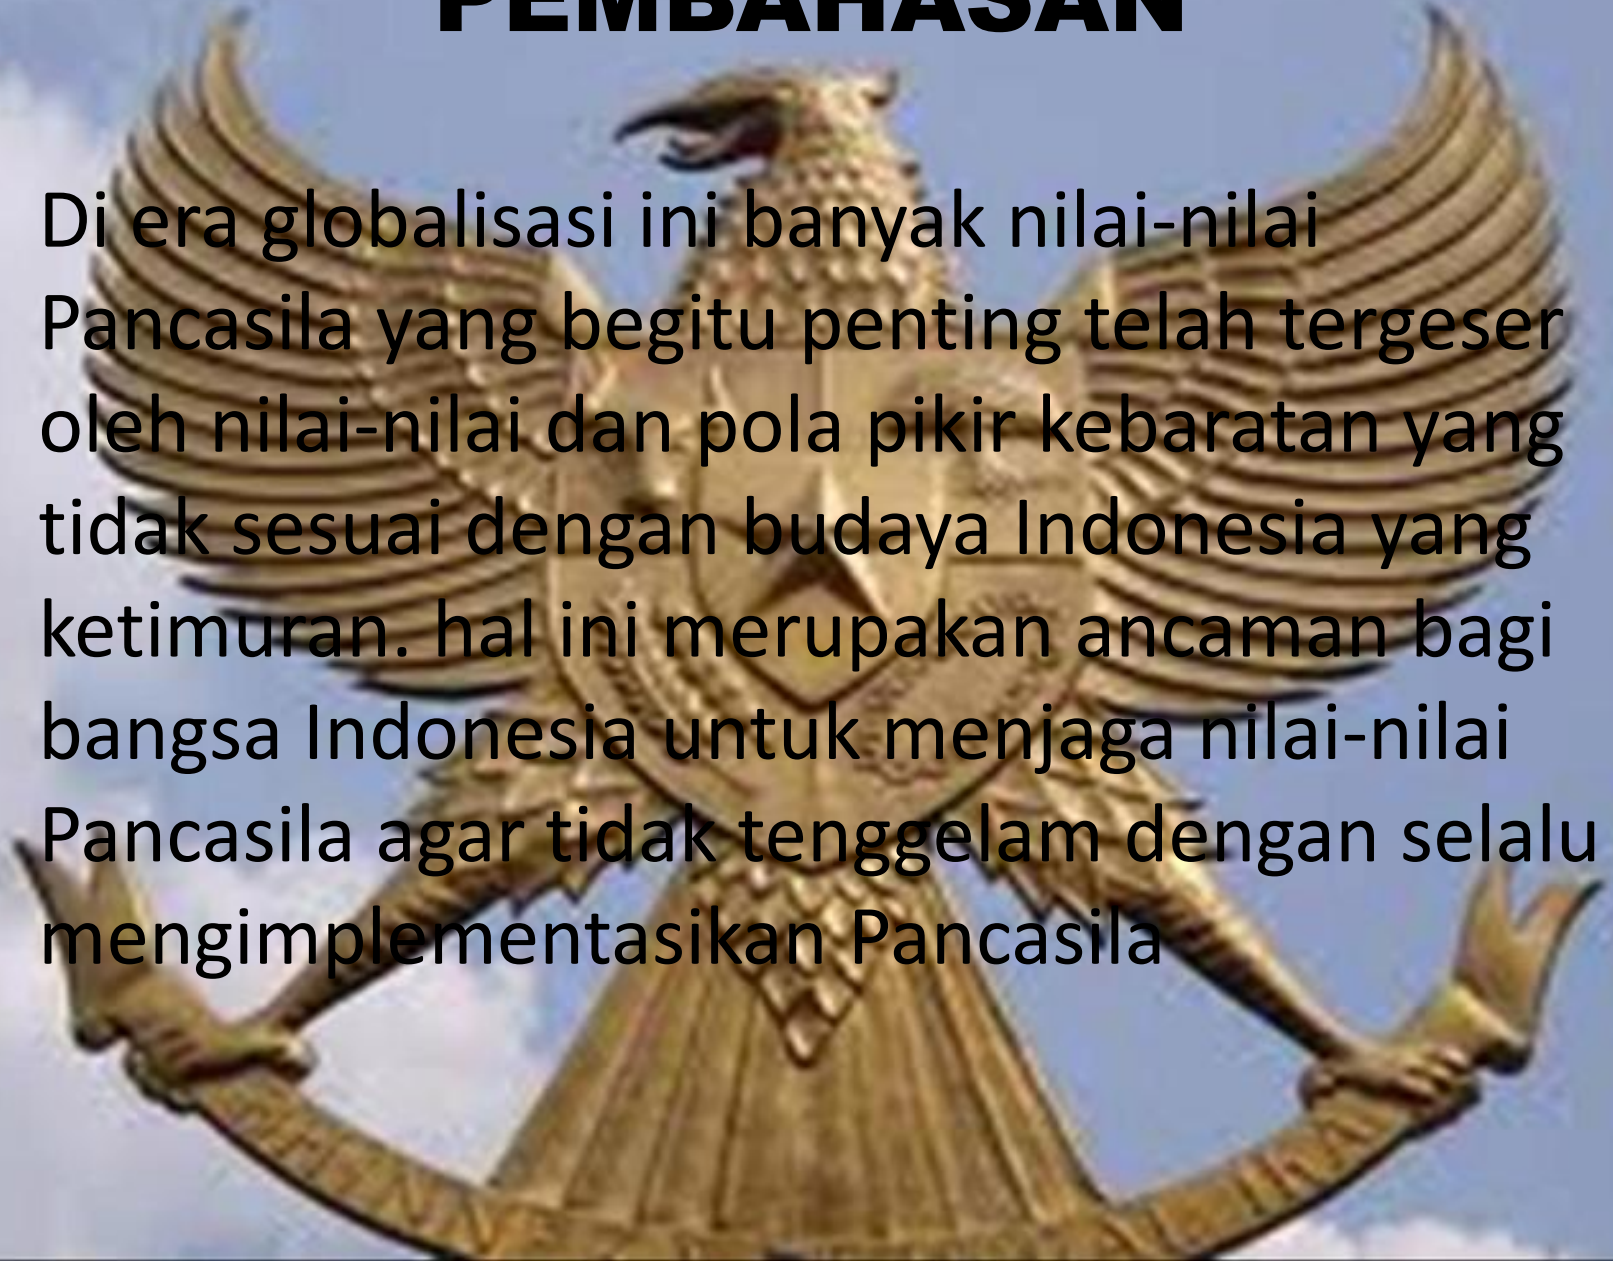 PEMBAHASAN
Di era globalisasi ini banyak nilai-nilai
Pancasila yang begitu penting telah tergeser
oleh nilai-nilai dan pola pikir kebaratan yang
tidak sesuai dengan budaya Indonesia yang
ketimuran. hal ini merupakan ancaman bagi
bangsa Indonesia untuk menjaga nilai-nilai
Pancasila agar tidak tenggelam dengan selalu
mengimplementasikan Pancasila